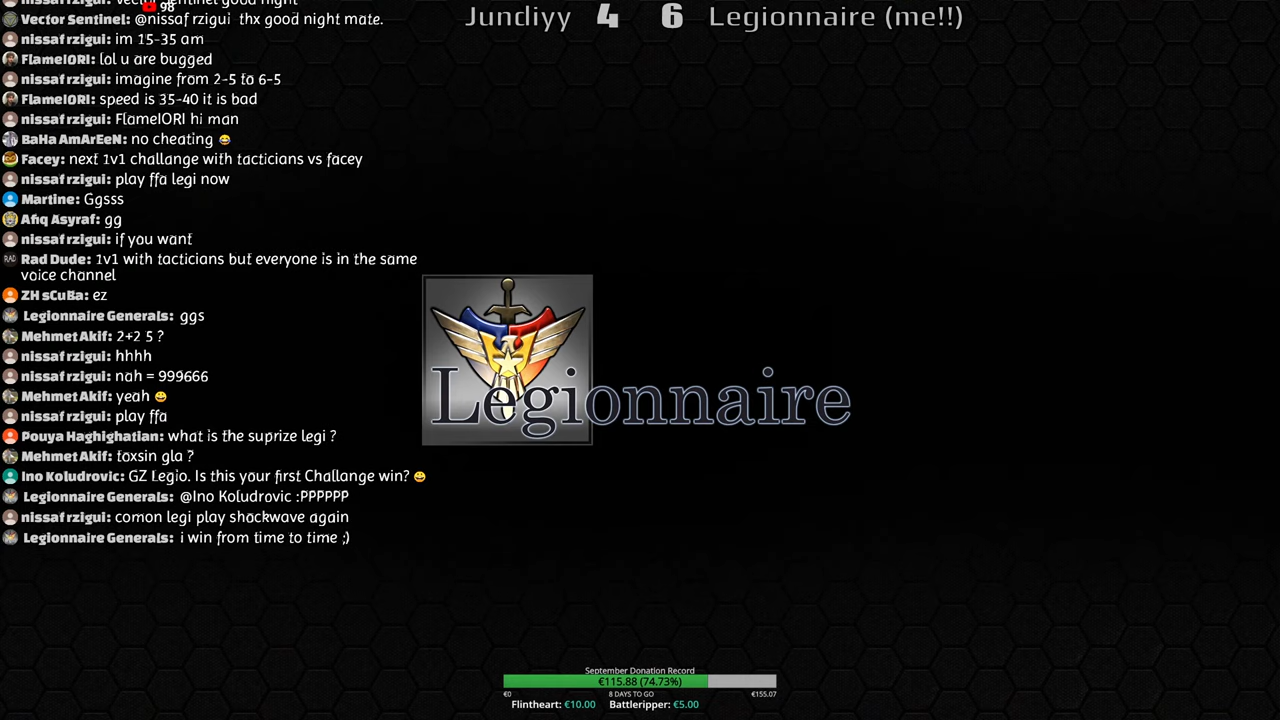 Vector Sentinel: @nissaf rzigui thx good night mate.
98
Jundiyy 4 6 Legionnaire (me!!)
nissaf rzigui: im 15-35 am
FlameIORI: lol u are bugged
nissaf rzigui: imagine from 2-5 to 6-5
FlameIORI: speed is 35-40 it is bad
nissaf rzigui: FlameIORI hi man
BaHa AmArEeN: no cheating 😂
Facey: next 1v1 challange with tacticians vs facey
nissaf rzigui: play ffa legi now
Martine: Ggsss
Afiq Asyraf: gg
nissaf rzigui: if you want
RAD Rad Dude: 1v1 with tacticians but everyone is in the same
voice channel
ZH sCuBa: ez
Legionnaire Generals: ggs
Mehmet Akif: 2+2 5 ?
nissaf rzigui: hhhh
nissaf rzigui: nah = 999666
Mehmet Akif: yeah 😀
nissaf rzigui: play ffa
Pouya Haghighatian: what is the suprize legi ?
Mehmet Akif: toxsin gla ?
Ino Koludrovic: GZ Legio. Is this your first Challange win? 😀
Legionnaire Generals: @Ino Koludrovic :PPPPPP
nissaf rzigui: comon legi play shockwave again
Legionnaire Generals: i win from time to time ;)
Legionnaire
September Donation Record
€115.88 (74.73%)
€0 8 DAYS TO GO €155.07
Flintheart: €10.00 Battleripper: €5.00